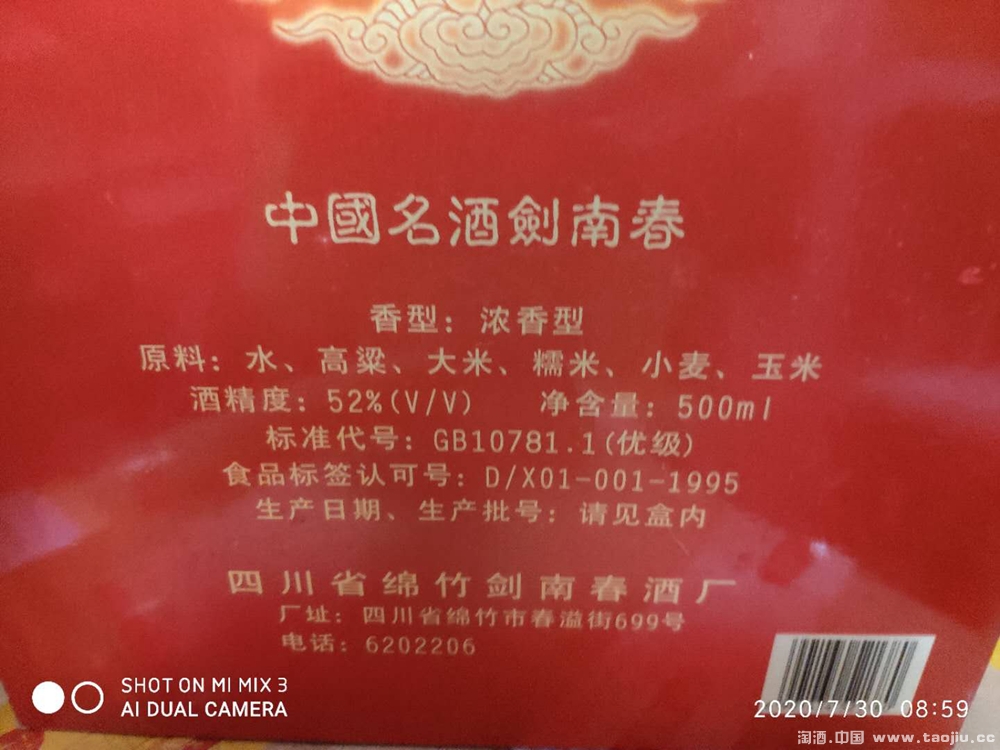 中國名酒劍南春
香型：浓香型
原料：水、高粱、大米、糯米、小麦、玉米
酒精度：52%(V/V) 净含量：500ml
标准代号：GB10781.1(优级)
食品标签认可号：D/X01-001-1995
生产日期、生产批号：请见盒内
四川省绵竹剑南春酒厂
厂址：四川省绵竹市春溢街699号
电话：6202206
SHOT ON MI MIX 3
AI DUAL CAMERA
2020/7/30 08:59
淘酒.中国 www.taojiu.cc